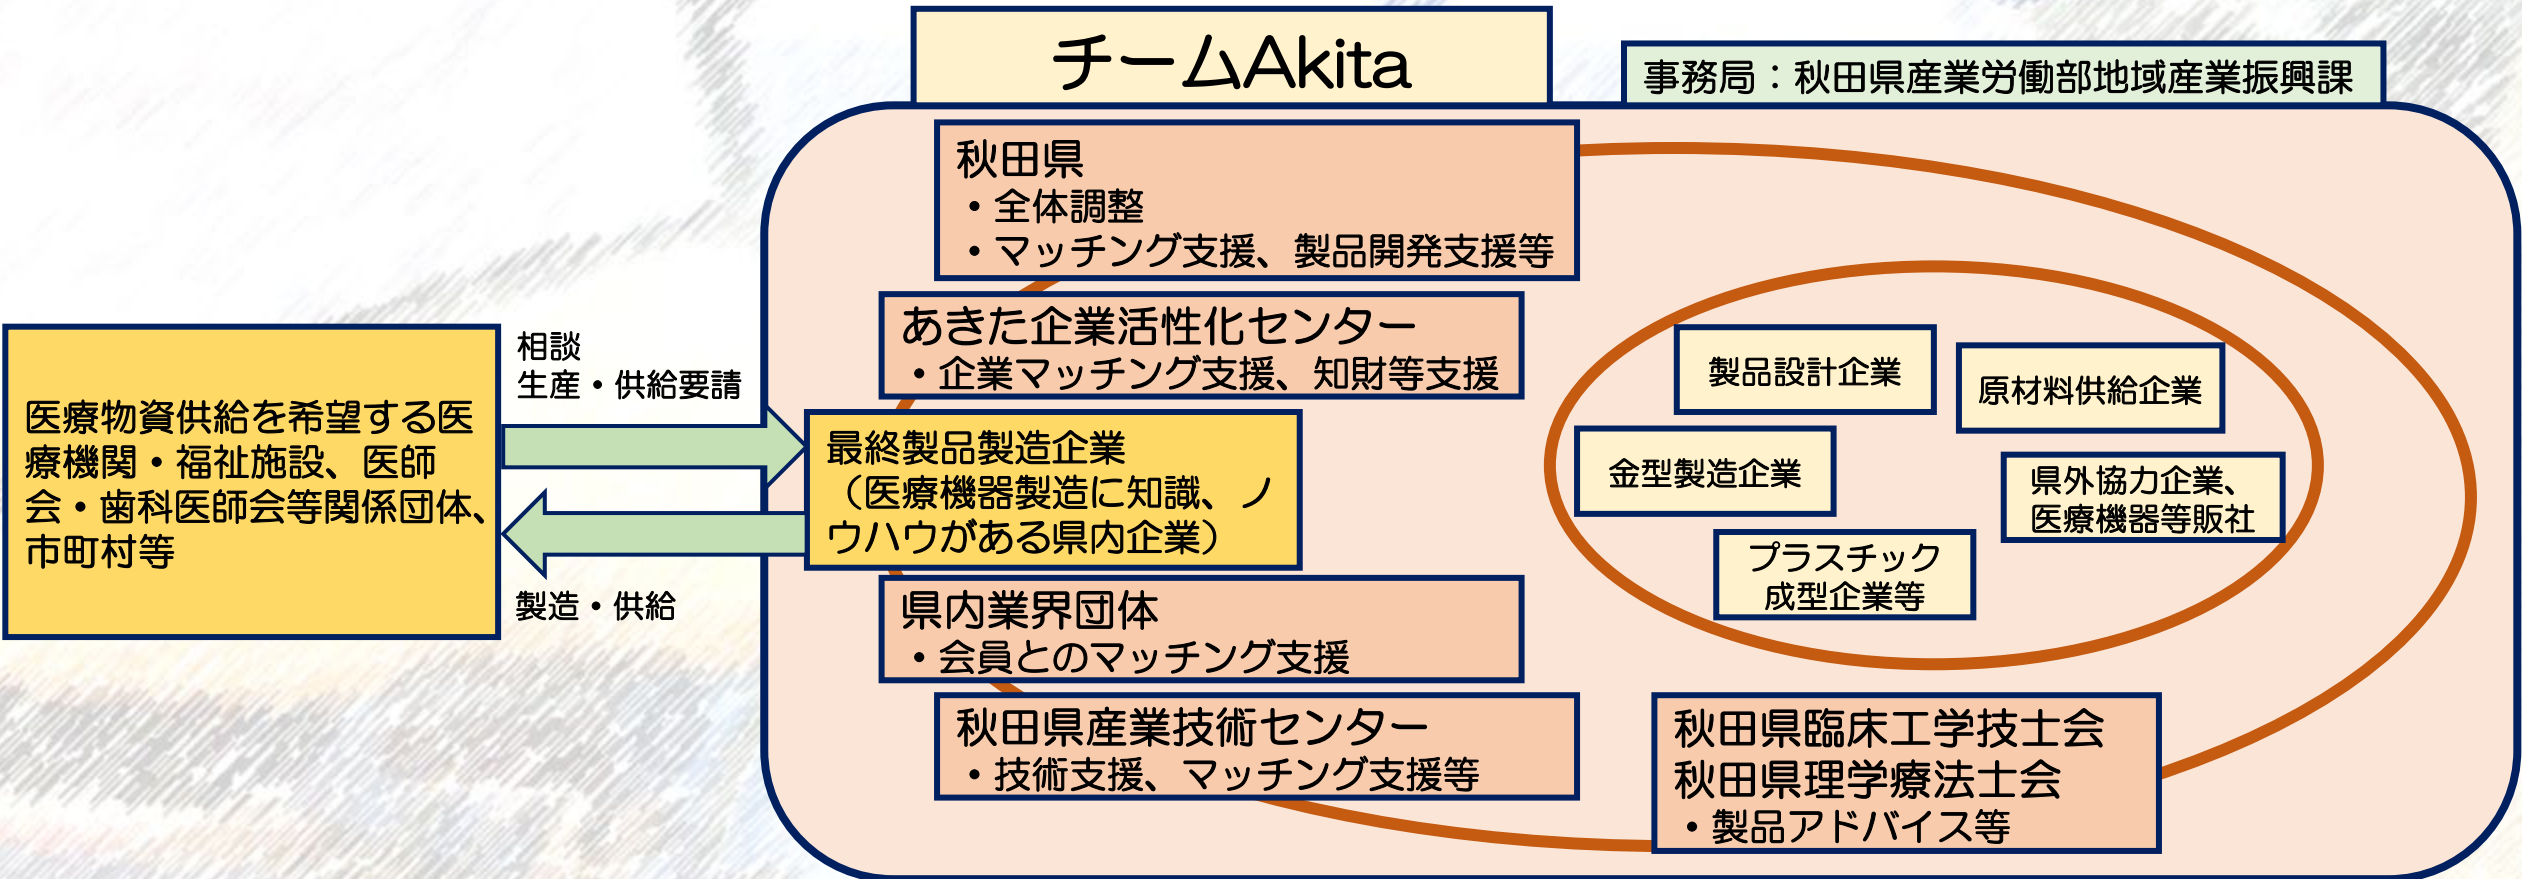 チームAkita
事務局：秋田県産業労働部地域産業振興課
秋田県
・全体調整
・マッチング支援、製品開発支援等
あきた企業活性化センター
・企業マッチング支援、知財等支援
医療物資供給を希望する医
療機関・福祉施設、医師
会・歯科医師会等関係団体、
市町村等
相談
生産・供給要請
製造・供給
最終製品製造企業
（医療機器製造に知識、ノ
ウハウがある県内企業）
県内業界団体
・会員とのマッチング支援
秋田県産業技術センター
・技術支援、マッチング支援等
製品設計企業
原材料供給企業
金型製造企業
県外協力企業、
医療機器等販社
プラスチック
成型企業等
秋田県臨床工学技士会
秋田県理学療法士会
・製品アドバイス等